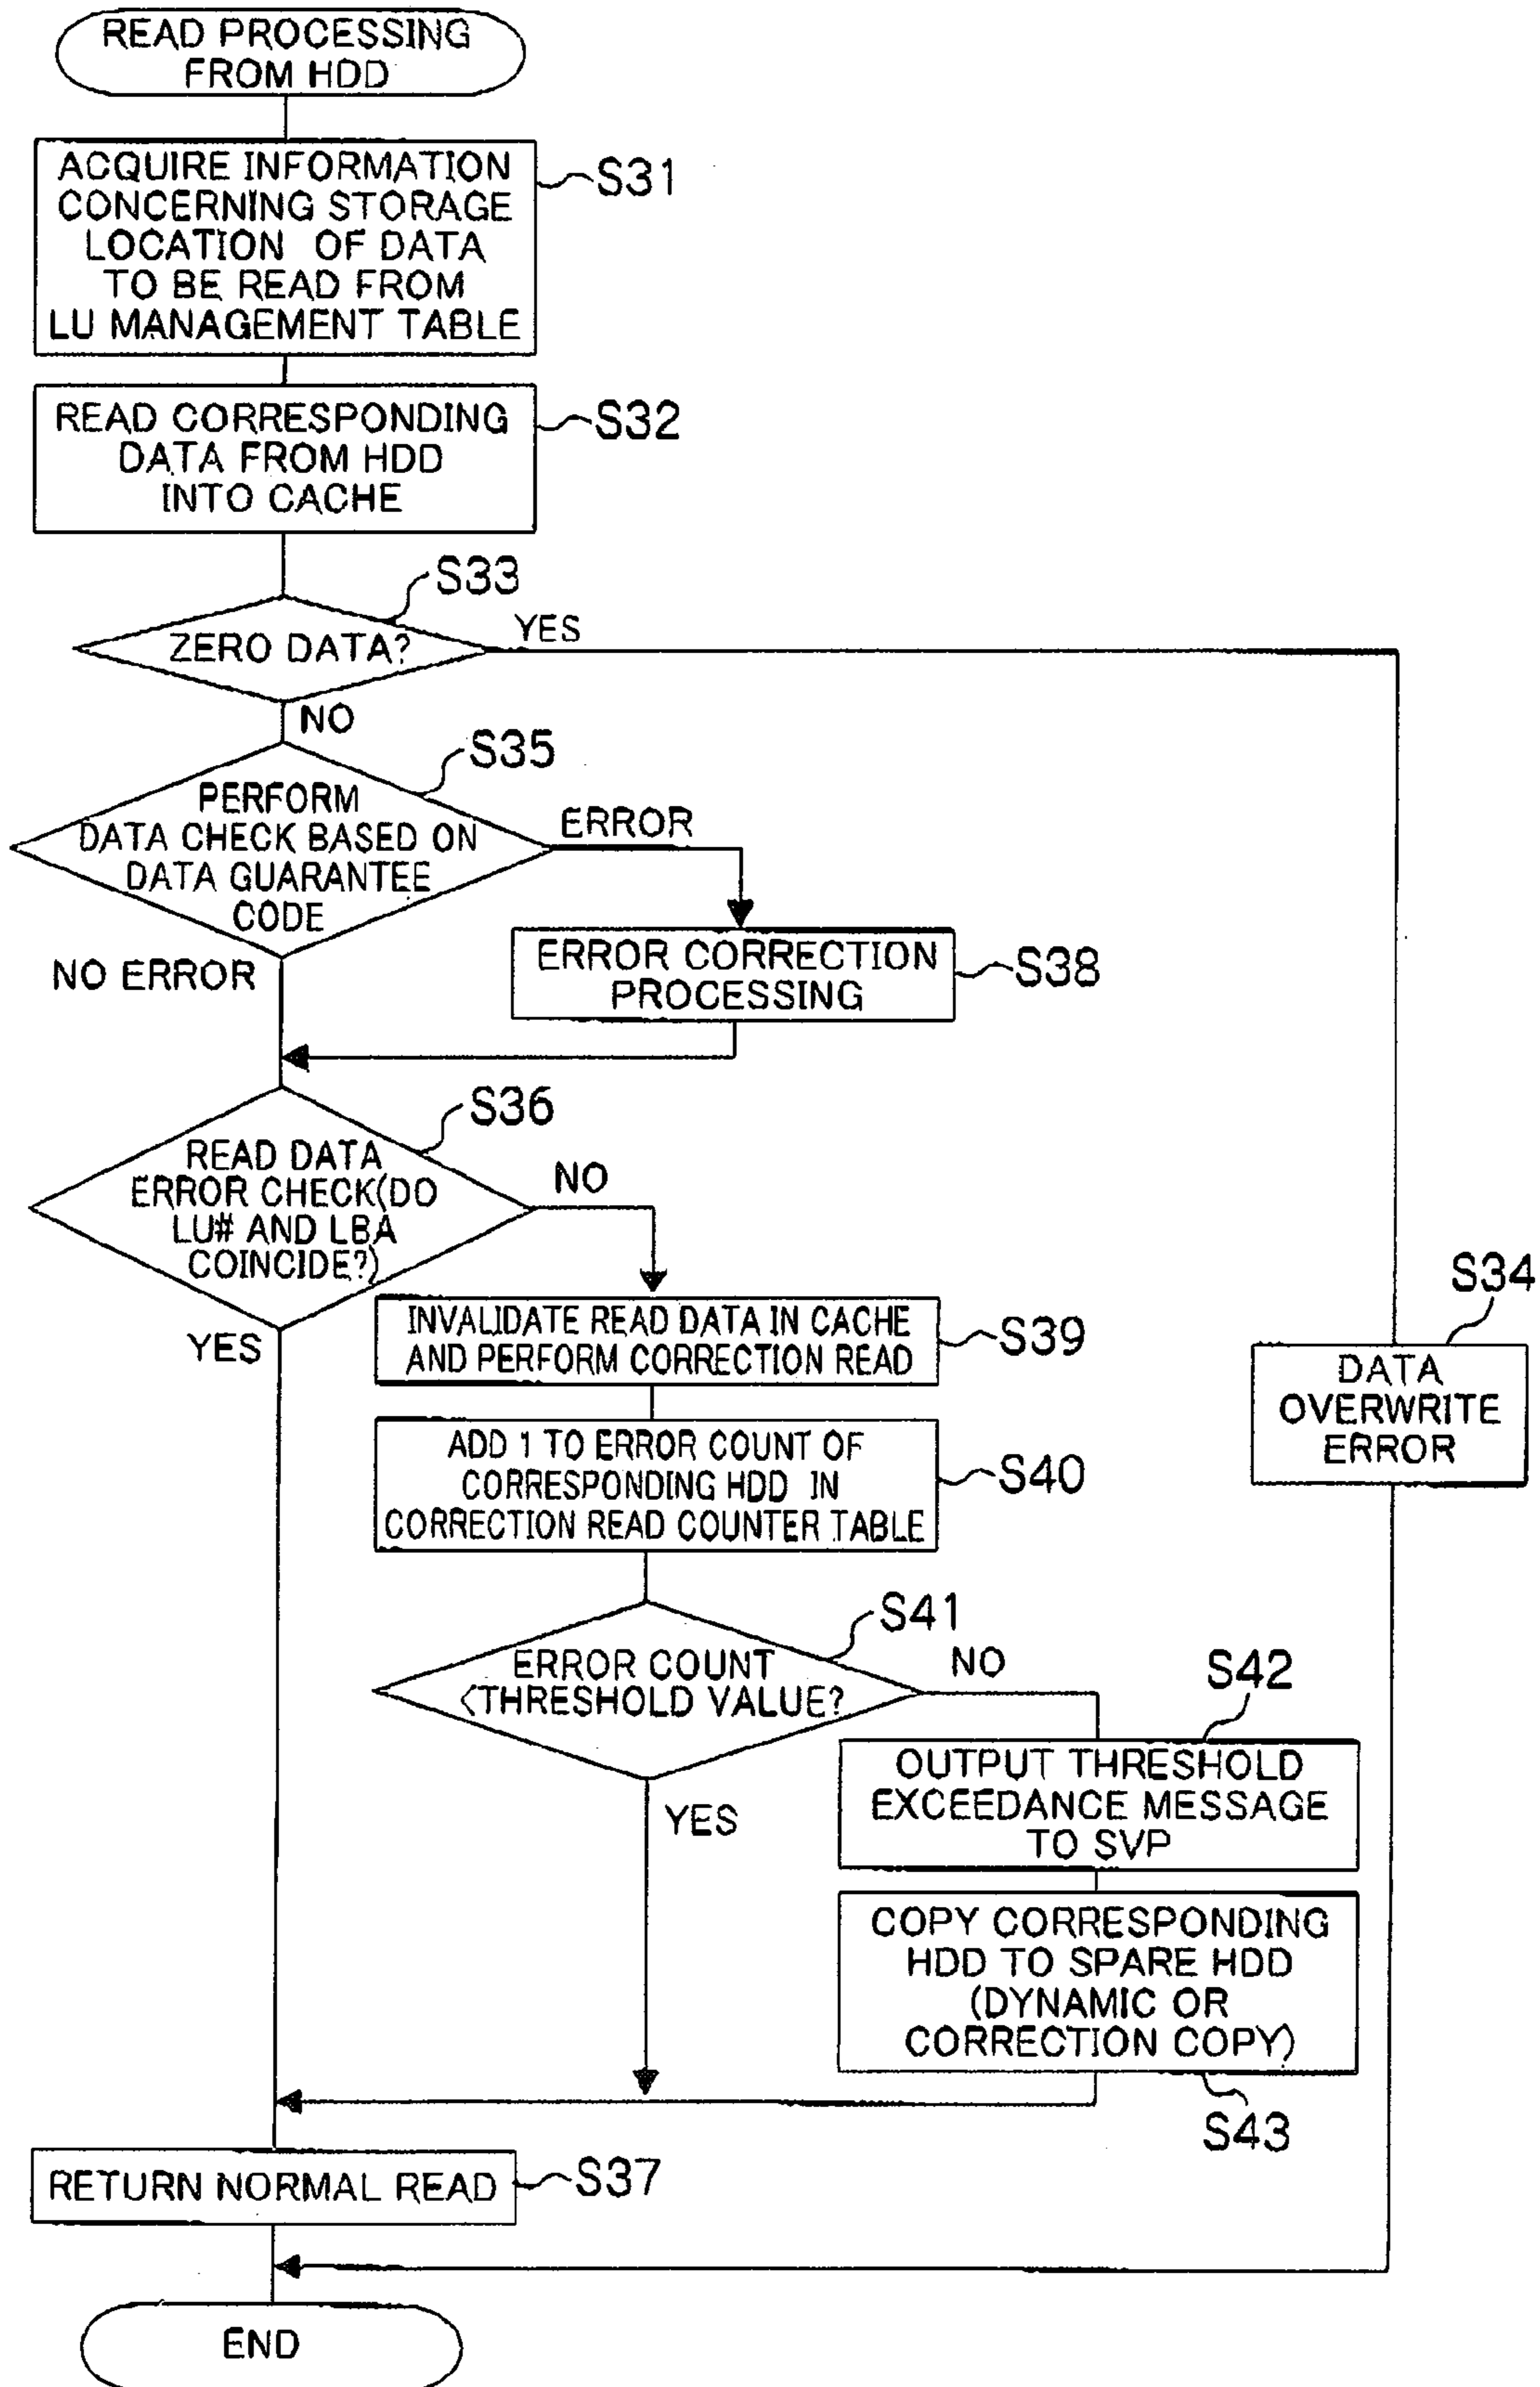 READ PROCESSING
FROM HDD
ACQUIRE INFORMATION
CONCERNING STORAGE
LOCATION OF DATA
TO BE READ FROM
LU MANAGEMENT TABLE
S31
READ CORRESPONDING
DATA FROM HDD
INTO CACHE
S32
S33
ZERO DATA?
YES
NO
S35
PERFORM
DATA CHECK BASED ON
DATA GUARANTEE
CODE
ERROR
NO ERROR
ERROR CORRECTION
PROCESSING
S38
S36
READ DATA
ERROR CHECK(DO
LU# AND LBA
COINCIDE?)
NO
YES
S34
DATA
OVERWRITE
ERROR
INVALIDATE READ DATA IN CACHE
AND PERFORM CORRECTION READ
S39
ADD 1 TO ERROR COUNT OF
CORRESPONDING HDD IN
CORRECTION READ COUNTER TABLE
S40
S41
ERROR COUNT
<THRESHOLD VALUE?
NO
YES
S42
OUTPUT THRESHOLD
EXCEEDANCE MESSAGE
TO SVP
COPY CORRESPONDING
HDD TO SPARE HDD
(DYNAMIC OR
CORRECTION COPY)
S43
RETURN NORMAL READ
S37
END